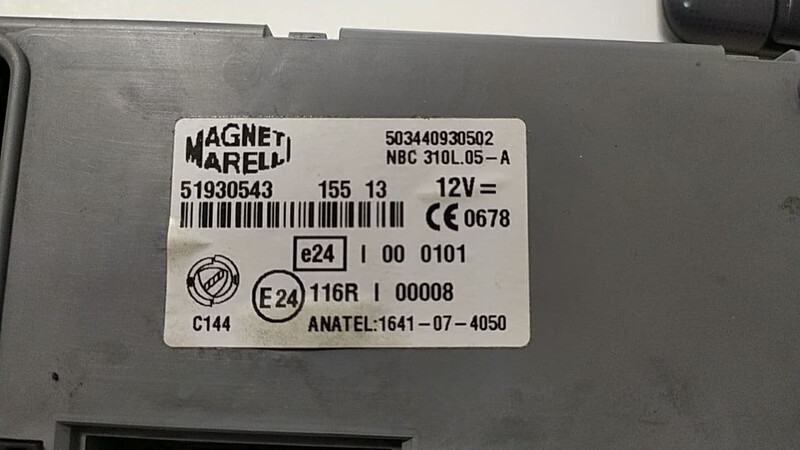 MAGNETI MARELLI
503440930502
NBC 310L.05-A
51930543 155 13 12V=
CE 0678
e24 I 00 0101
E24 116R I 00008
C144 ANATEL:1641-07-4050